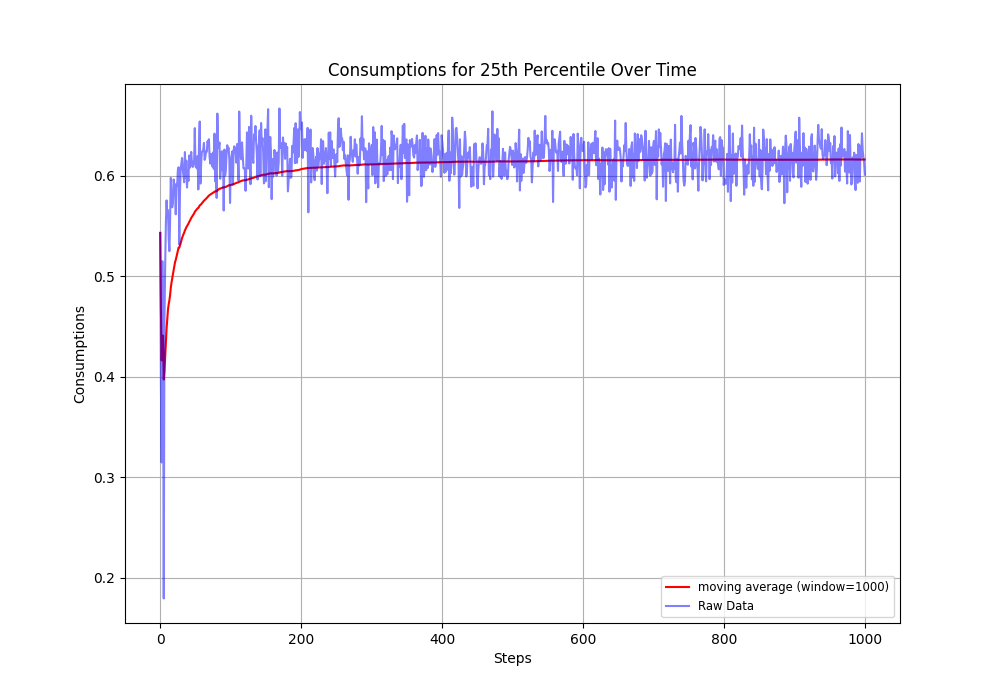 Consumptions for 25th Percentile Over Time
Consumptions
0.6
0.5
0.4
0.3
0.2
0
200
400
600
800
1000
Steps
moving average (window=1000)
Raw Data